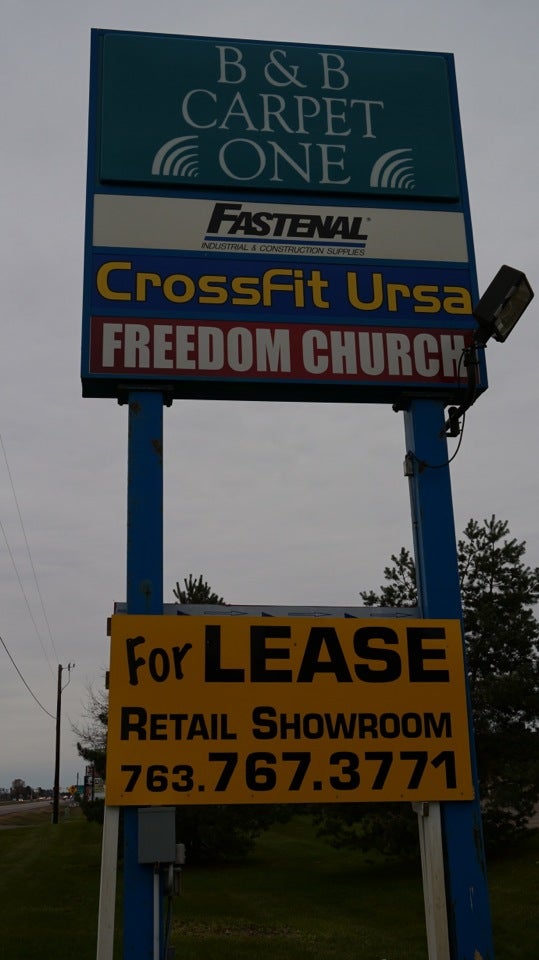 B & B
CARPET
ONE
FASTENAL®
INDUSTRIAL & CONSTRUCTION SUPPLIES
CrossFit Ursa
FREEDOM CHURCH
For LEASE
RETAIL SHOWROOM
763.767.3771